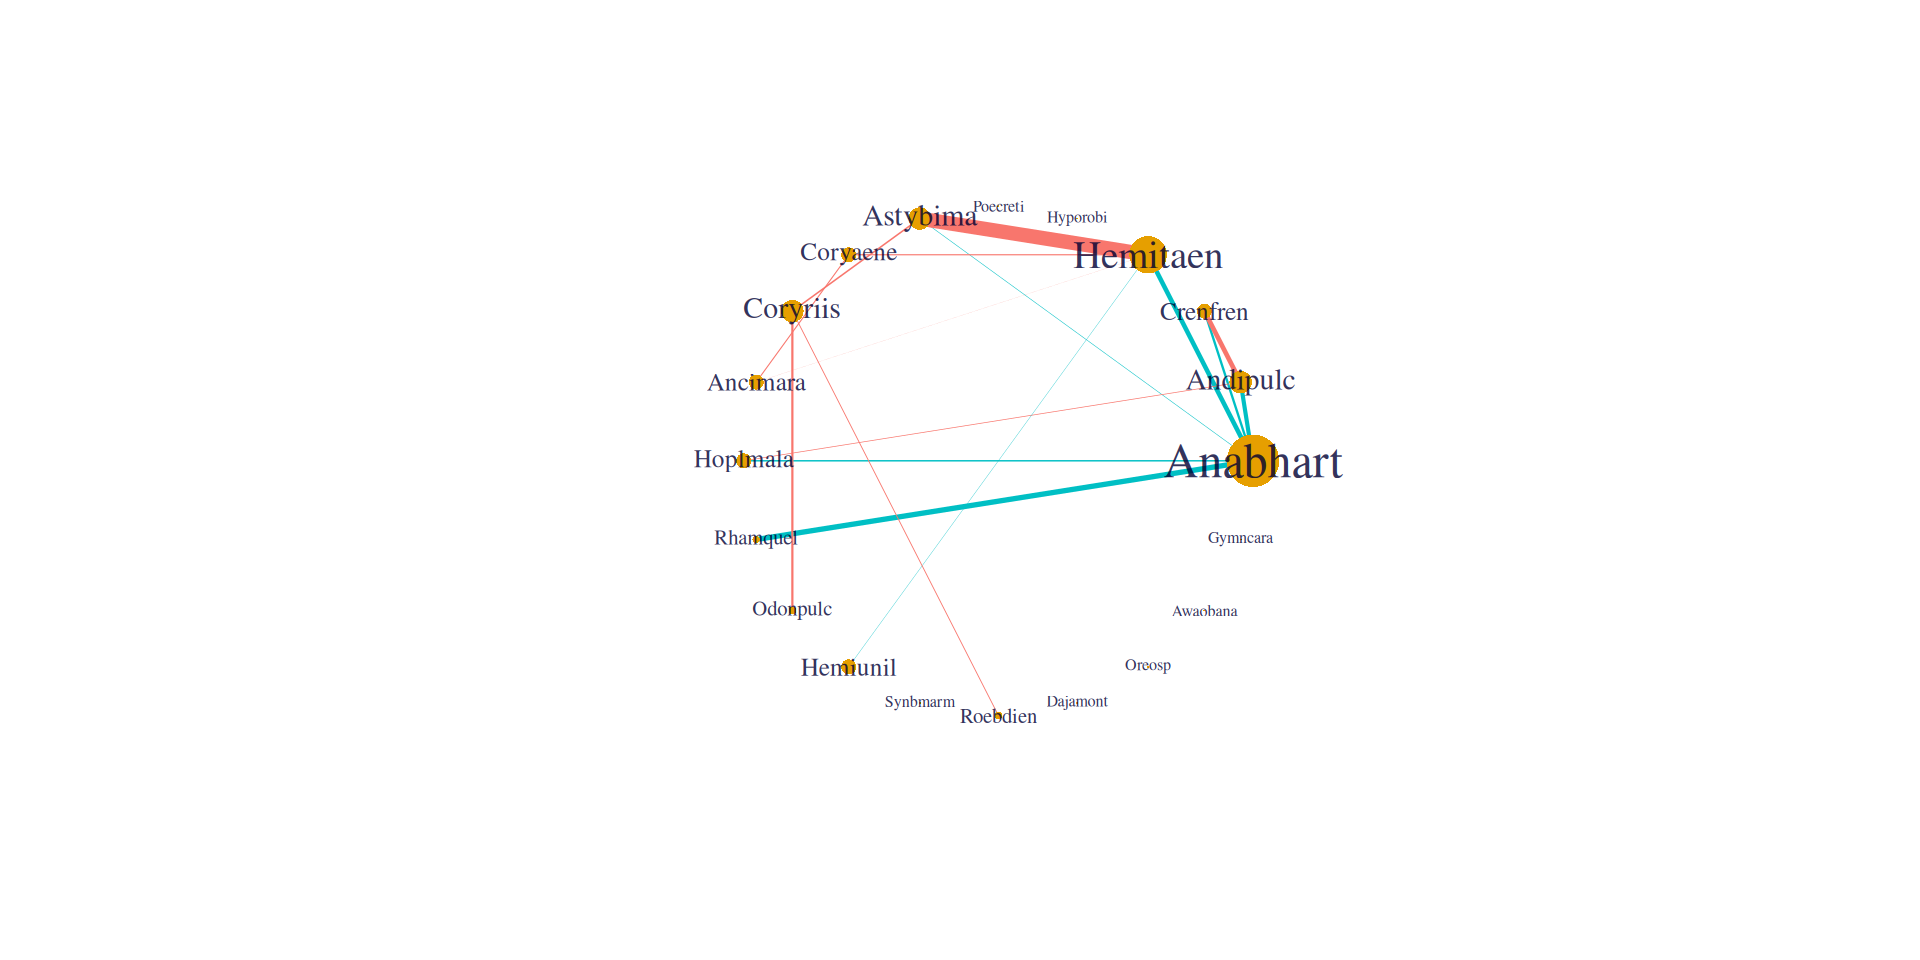 Poecreti
Astybima
Hyporobi
Coryaene
Hemitaen
Coryriis
Crenfren
Ancimara
Andipulc
Hoplmala
Anabhart
Rhamquel
Gymncara
Odonpulc
Awaobana
Hemiunil
Oreosp
Synbmarm
Dajamont
Roebdien